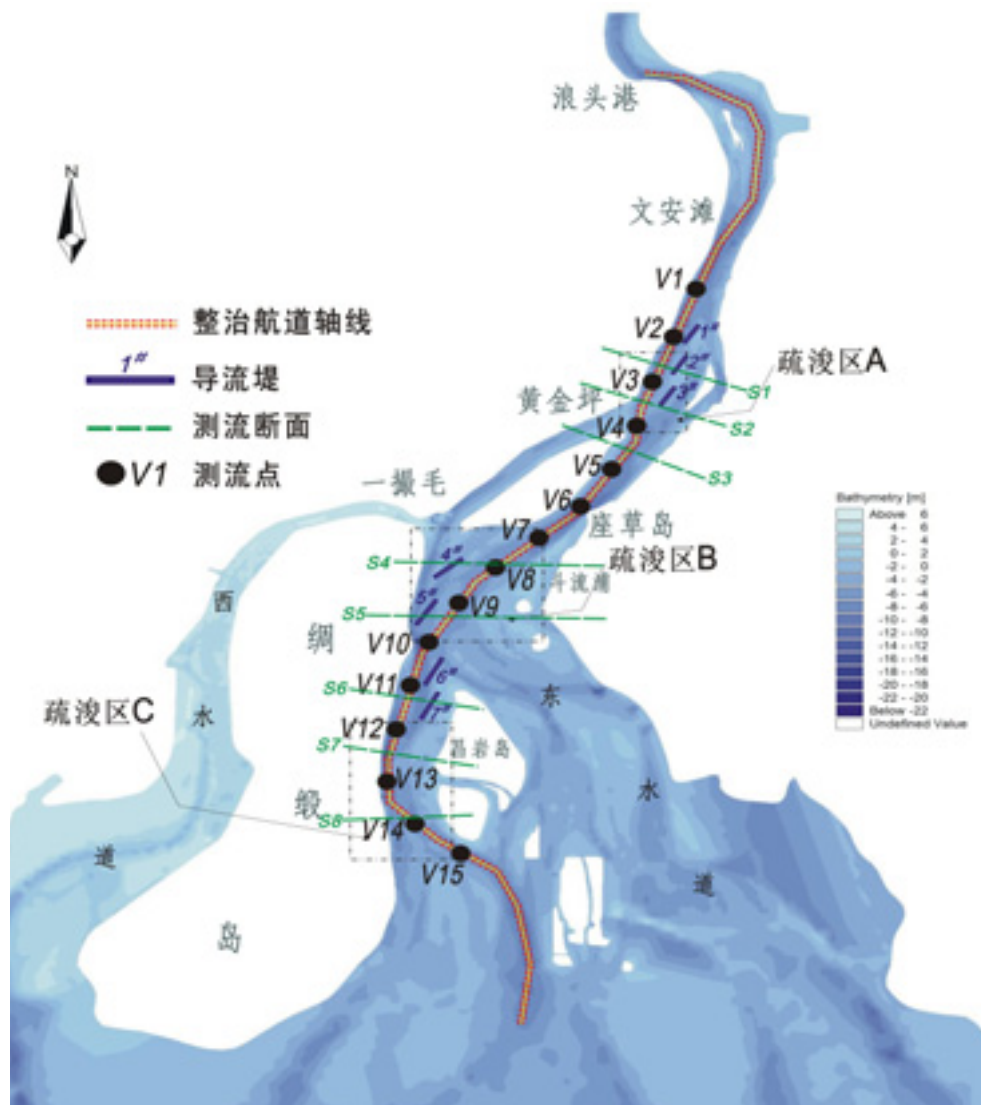 浪头港
文安滩
N
V1
整治航道轴线
V2
1#
1#
导流堤
2#
疏浚区A
V3
3#
S1
黄金坪
测流断面
V4
S2
V1
测流点
V5
S3
一撮毛
V6
座草岛
V7
Bathymetry [m]
Above 6
4 - 6
2 - 4
0 - 2
-2 - 0
-4 - -2
-6 - -4
-8 - -6
-10 - -8
-12 - -10
-14 - -12
-16 - -14
-18 - -16
-20 - -18
-22 - -20
Below -22
Undefined Value
S4
4#
V8
疏浚区B
西
5#
V9
S5
绸
V10
6#
V11
S6
7#
东
疏浚区C
水
V12
S7
水
V13
缎
S8
V14
道
V15
道
岛